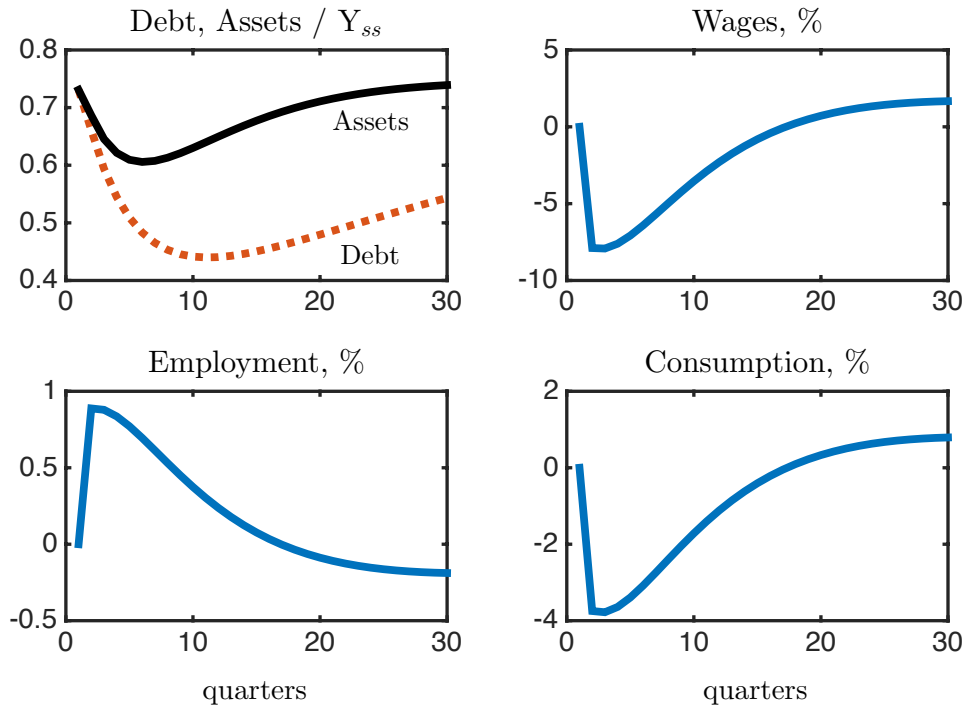 Debt, Assets / Yss
0.8
0.7
0.6
0.5
0.4
Assets
Debt
0 10 20 30
Wages, %
5
0
-5
-10
0 10 20 30
Employment, %
1
0.5
0
-0.5
0 10 20 30
quarters
Consumption, %
2
0
-2
-4
0 10 20 30
quarters